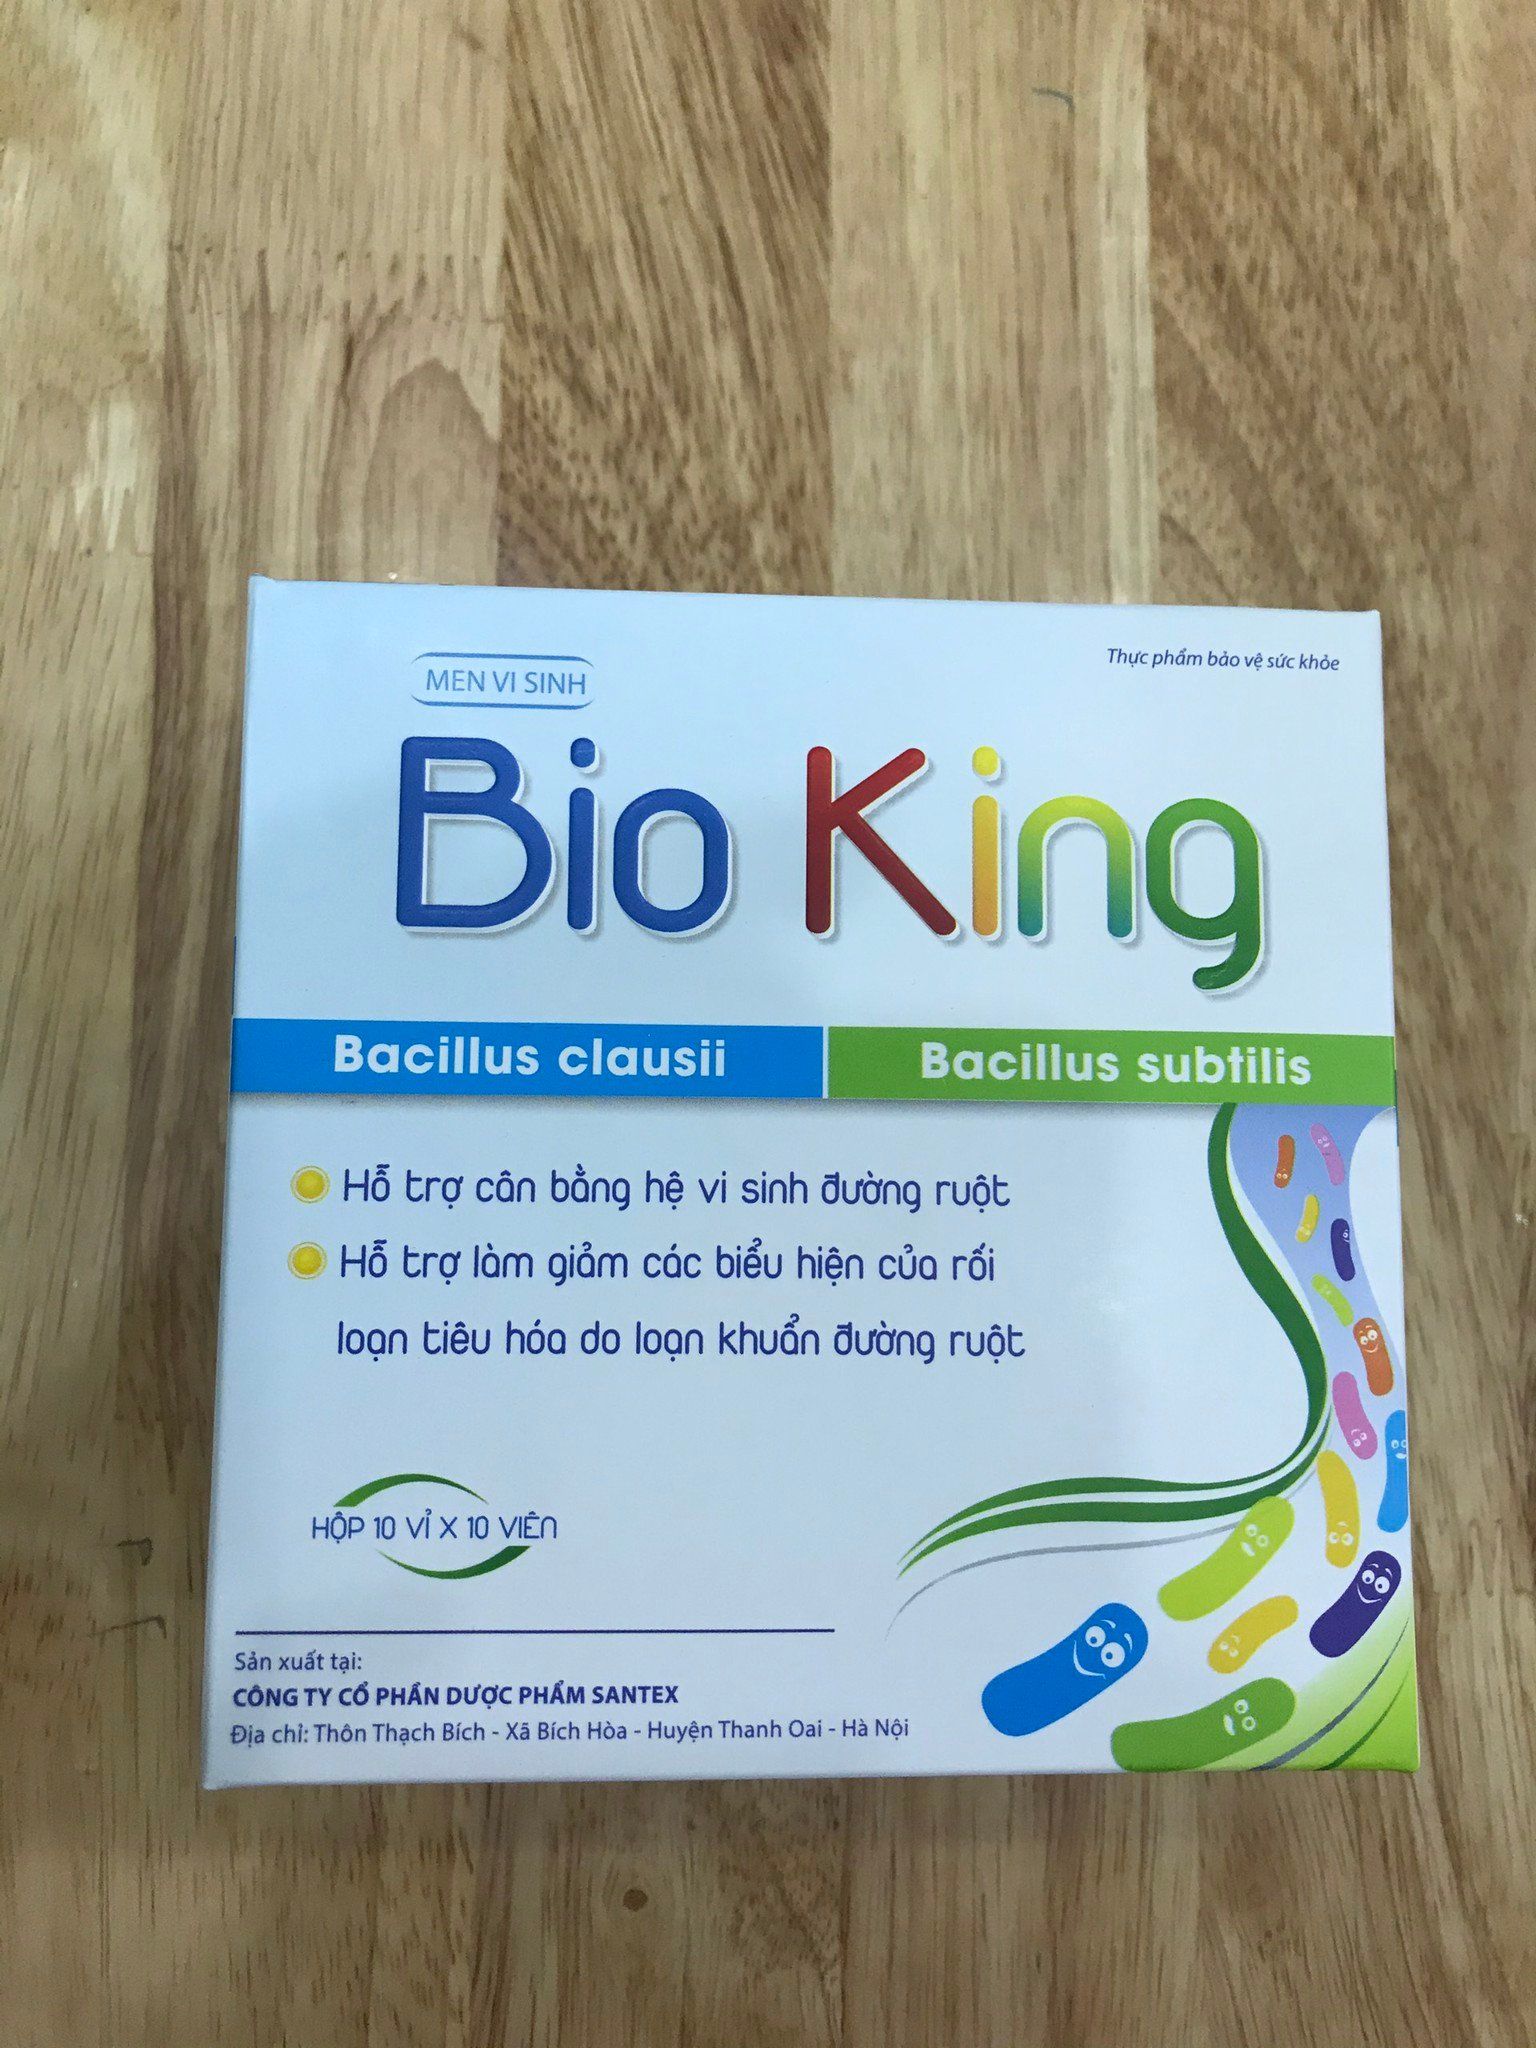 MEN VI SINH
Thực phẩm bảo vệ sức khỏe
Bio King
Bacillus clausii
Bacillus subtilis
Hỗ trợ cân bằng hệ vi sinh đường ruột
Hỗ trợ làm giảm các biểu hiện của rối
loạn tiêu hóa do loạn khuẩn đường ruột
HỘP 10 VỈ X 10 VIÊN
Sản xuất tại:
CÔNG TY CỔ PHẦN DƯỢC PHẨM SANTEX
Địa chỉ: Thôn Thạch Bích - Xã Bích Hòa - Huyện Thanh Oai - Hà Nội